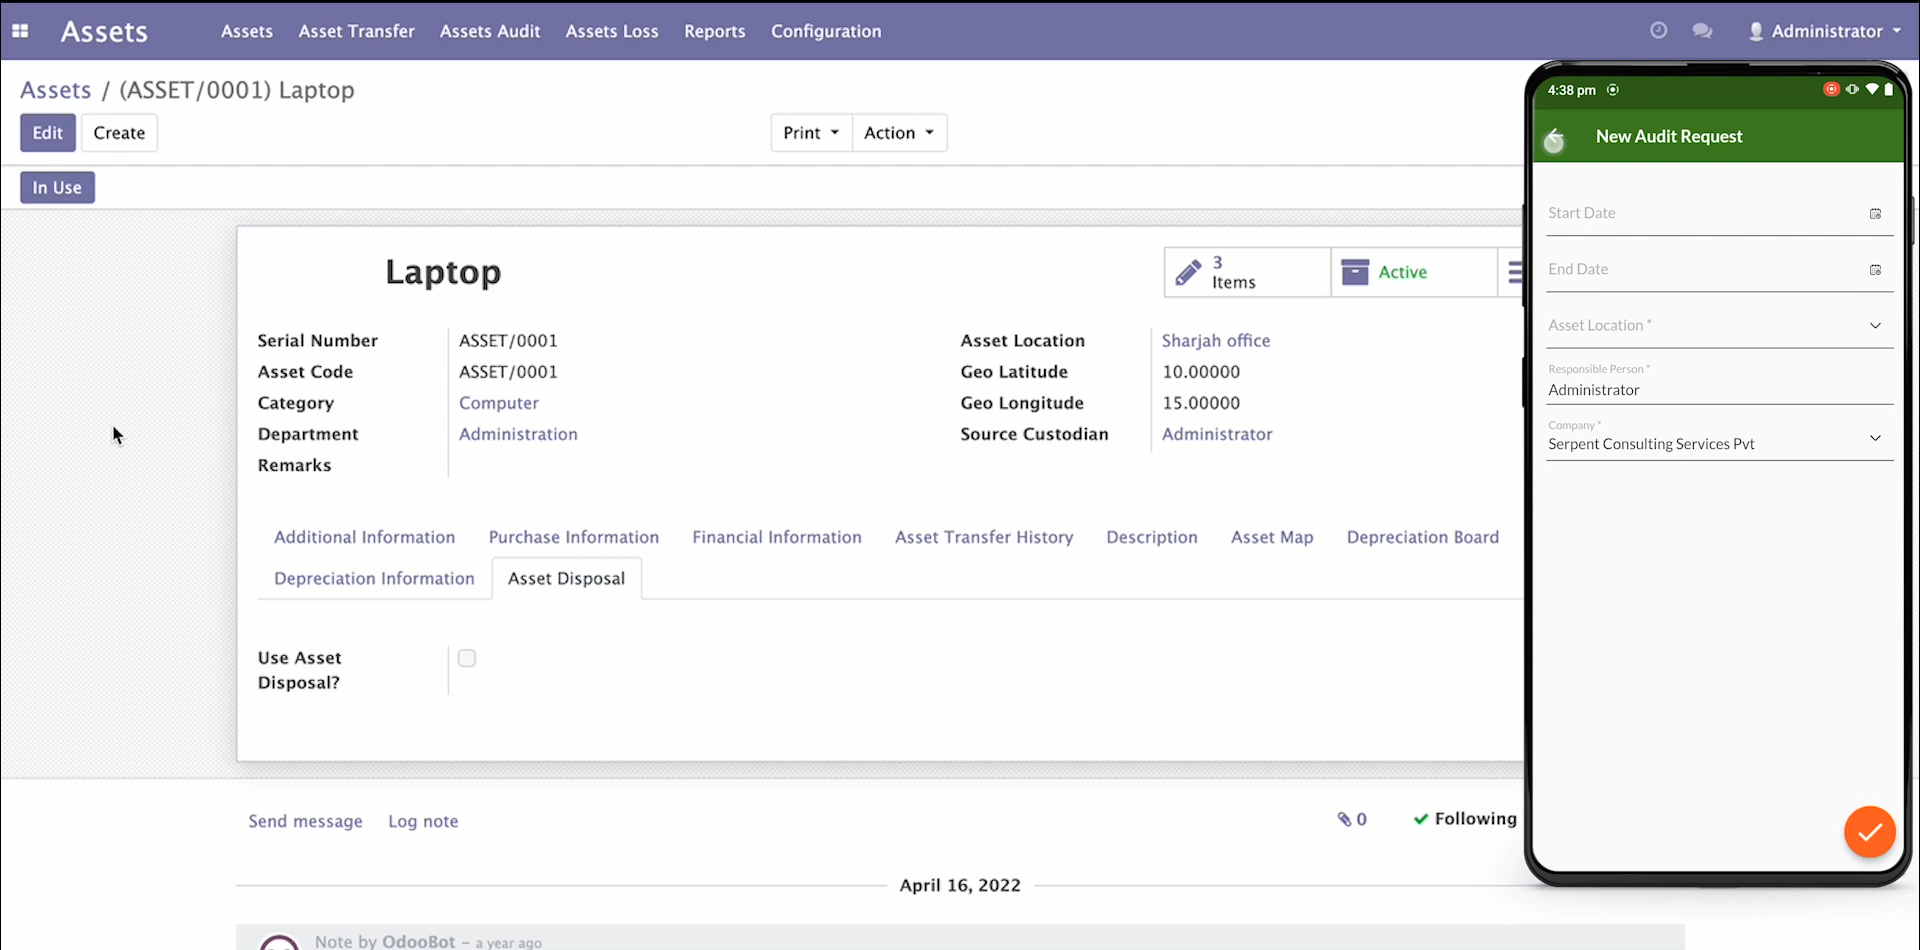 Assets Assets Asset Transfer Assets Audit Assets Loss Reports Configuration Administrator
Assets / (ASSET/0001) Laptop
Edit Create Print Action
In Use
Laptop
3 Items Active
Serial Number ASSET/0001
Asset Code ASSET/0001
Category Computer
Department Administration
Remarks
Asset Location Sharjah office
Geo Latitude 10.00000
Geo Longitude 15.00000
Source Custodian Administrator
Additional Information Purchase Information Financial Information Asset Transfer History Description Asset Map Depreciation Board
Depreciation Information Asset Disposal
Use Asset
Disposal?
Send message Log note 0 Following
April 16, 2022
Note by OdooBot – a year ago
4:38 pm
New Audit Request
Start Date
End Date
Asset Location *
Responsible Person *
Administrator
Company *
Serpent Consulting Services Pvt